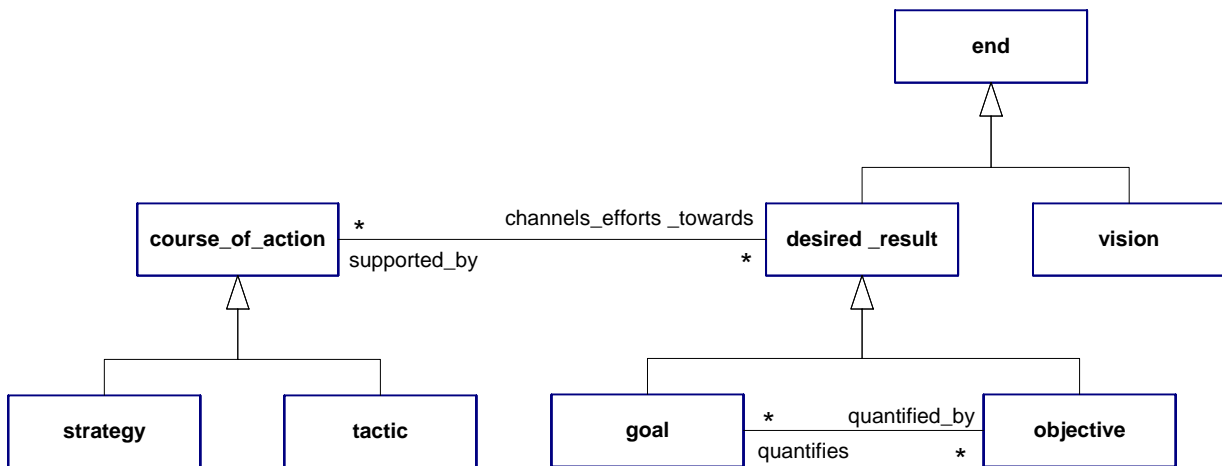 end
channels_efforts _towards
*
course_of_action
desired _result
vision
supported_by
*
strategy
tactic
goal
*
quantified_by
objective
quantifies
*